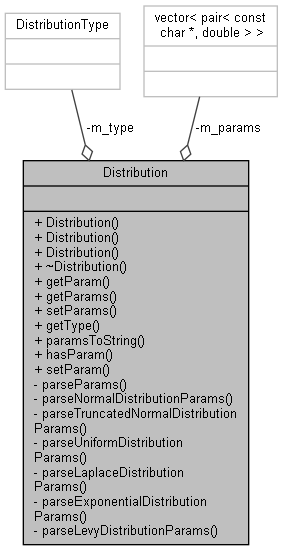 DistributionType
vector< pair< const
char *, double > >
-m_type
-m_params
Distribution
+ Distribution()
+ Distribution()
+ Distribution()
+ ~Distribution()
+ getParam()
+ getParams()
+ setParams()
+ getType()
+ paramsToString()
+ hasParam()
+ setParam()
- parseParams()
- parseNormalDistributionParams()
- parseTruncatedNormalDistribution
Params()
- parseUniformDistribution
Params()
- parseLaplaceDistribution
Params()
- parseExponentialDistribution
Params()
- parseLevyDistributionParams()